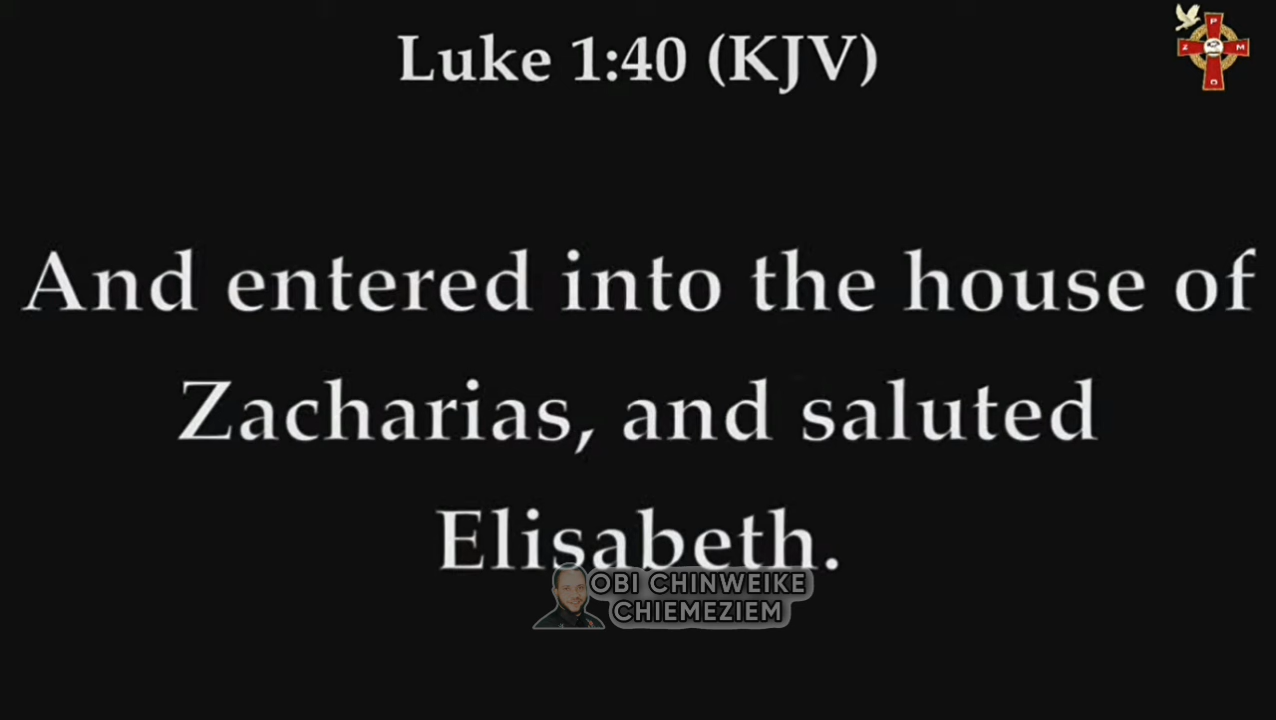 Luke 1:40 (KJV)
And entered into the house of
Zacharias, and saluted
Elisabeth.
OBI CHINWEIKE
CHIEMEZIEM
P
Z M